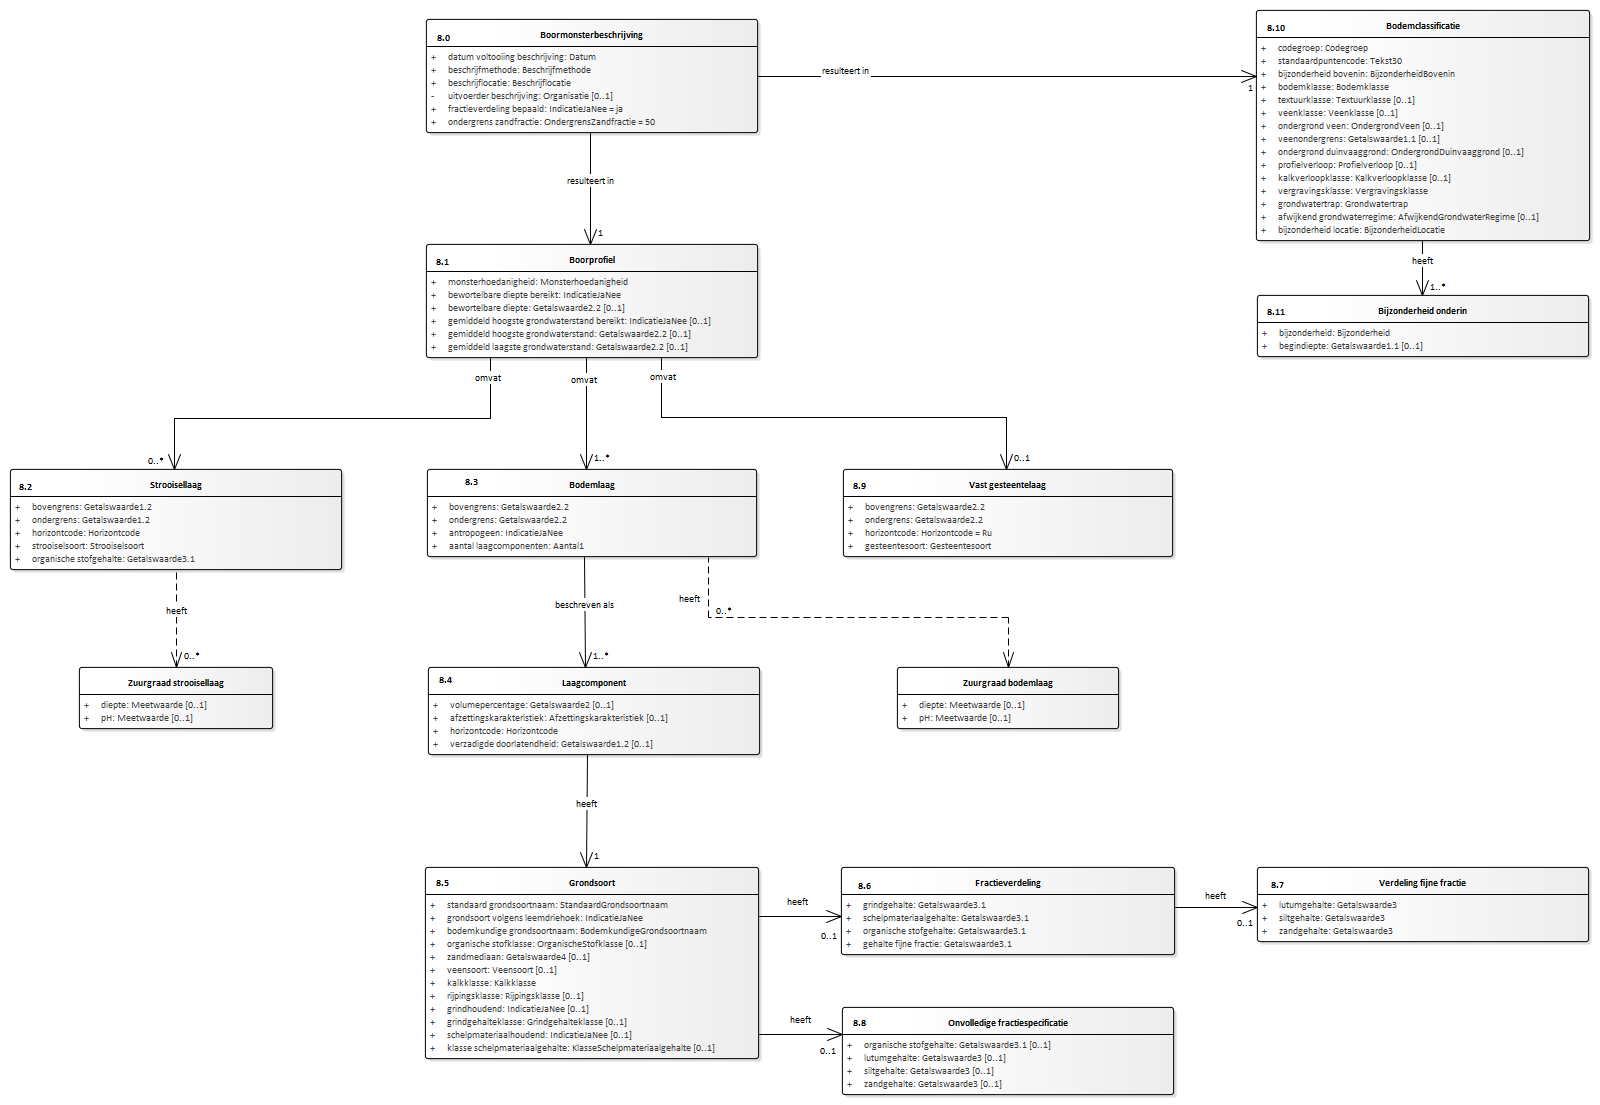 8.0 Boormonsterbeschrijving
+ datum voltooiing beschrijving: Datum
+ beschrijfmethode: Beschrijfmethode
+ beschrijflocatie: Beschrijflocatie
- uitvoerder beschrijving: Organisatie [0..1]
+ fractieverdeling bepaald: IndicatieJaNee = ja
+ ondergrens zandfractie: OndergrensZandfractie = 50
resulteert in
1
8.10 Bodemclassificatie
+ codegroep: Codegroep
+ standaardpuntencode: Tekst30
+ bijzonderheid bovenin: BijzonderheidBovenin
+ bodemklasse: Bodemklasse
+ textuurklasse: Textuurklasse [0..1]
+ veenklasse: Veenklasse [0..1]
+ ondergrond veen: OndergrondVeen [0..1]
+ veenondergrens: Getalswaarde1.1 [0..1]
+ ondergrond duinvaaggrond: OndergrondDuinvaaggrond [0..1]
+ profielverloop: Profielverloop [0..1]
+ kalkverloopklasse: Kalkverloopklasse [0..1]
+ vergravingsklasse: Vergravingsklasse
+ grondwatertrap: Grondwatertrap
+ afwijkend grondwaterregime: AfwijkendGrondwaterRegime [0..1]
+ bijzonderheid locatie: BijzonderheidLocatie
heeft
1..*
8.11 Bijzonderheid onderin
+ bijzonderheid: Bijzonderheid
+ begindiepte: Getalswaarde1.1 [0..1]
resulteert in
1
8.1 Boorprofiel
+ monsterhoedanigheid: Monsterhoedanigheid
+ bewortelbare diepte bereikt: IndicatieJaNee
+ bewortelbare diepte: Getalswaarde2.2 [0..1]
+ gemiddeld hoogste grondwaterstand bereikt: IndicatieJaNee [0..1]
+ gemiddeld hoogste grondwaterstand: Getalswaarde2.2 [0..1]
+ gemiddeld laagste grondwaterstand: Getalswaarde2.2 [0..1]
omvat
omvat
omvat
0..*
1..*
0..1
8.2 Strooisellaag
+ bovengrens: Getalswaarde1.2
+ ondergrens: Getalswaarde1.2
+ horizontcode: Horizontcode
+ strooiselsoort: Strooiselsoort
+ organische stofgehalte: Getalswaarde3.1
8.3 Bodemlaag
+ bovengrens: Getalswaarde2.2
+ ondergrens: Getalswaarde2.2
+ antropogeen: IndicatieJaNee
+ aantal laagcomponenten: Aantal1
8.9 Vast gesteentelaag
+ bovengrens: Getalswaarde2.2
+ ondergrens: Getalswaarde2.2
+ horizontcode: Horizontcode = Ru
+ gesteentesoort: Gesteentesoort
heeft
0..*
beschreven als
1..*
heeft
0..*
Zuurgraad strooisellaag
+ diepte: Meetwaarde [0..1]
+ pH: Meetwaarde [0..1]
8.4 Laagcomponent
+ volumepercentage: Getalswaarde2 [0..1]
+ afzettingskarakteristiek: Afzettingskarakteristiek [0..1]
+ horizontcode: Horizontcode
+ verzadigde doorlatendheid: Getalswaarde1.2 [0..1]
Zuurgraad bodemlaag
+ diepte: Meetwaarde [0..1]
+ pH: Meetwaarde [0..1]
heeft
1
8.5 Grondsoort
+ standaard grondsoortnaam: StandaardGrondsoortnaam
+ grondsoort volgens leemdriehoek: IndicatieJaNee
+ bodemkundige grondsoortnaam: BodemkundigeGrondsoortnaam
+ organische stofklasse: OrganischeStofklasse [0..1]
+ zandmediaan: Getalswaarde4 [0..1]
+ veensoort: Veensoort [0..1]
+ kalkklasse: Kalkklasse
+ rijpingsklasse: Rijpingsklasse [0..1]
+ grindhoudend: IndicatieJaNee [0..1]
+ grindgehalteklasse: Grindgehalteklasse [0..1]
+ schelpmateriaalhoudend: IndicatieJaNee [0..1]
+ klasse schelpmateriaalgehalte: KlasseSchelpmateriaalgehalte [0..1]
heeft
0..1
8.6 Fractieverdeling
+ grindgehalte: Getalswaarde3.1
+ schelpmateriaalgehalte: Getalswaarde3.1
+ organische stofgehalte: Getalswaarde3.1
+ gehalte fijne fractie: Getalswaarde3.1
heeft
0..1
8.7 Verdeling fijne fractie
+ lutumgehalte: Getalswaarde3
+ siltgehalte: Getalswaarde3
+ zandgehalte: Getalswaarde3
heeft
0..1
8.8 Onvolledige fractiespecificatie
+ organische stofgehalte: Getalswaarde3.1 [0..1]
+ lutumgehalte: Getalswaarde3 [0..1]
+ siltgehalte: Getalswaarde3 [0..1]
+ zandgehalte: Getalswaarde3 [0..1]